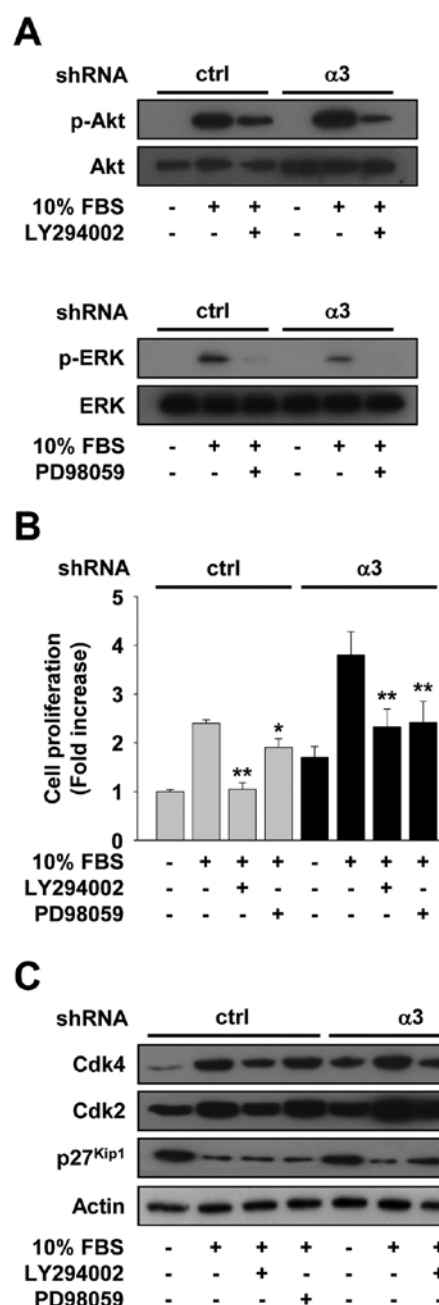 A
shRNA ctrl α3
p-Akt
Akt
10% FBS - + + - + +
LY294002 - - + - - +
shRNA ctrl α3
p-ERK
ERK
10% FBS - + + - + +
PD98059 - - + - - +
B
shRNA ctrl α3
Cell proliferation
(Fold increase)
5
4
3
2
1
0
** * ** **
10% FBS - + + + - + + +
LY294002 - - + - - - + -
PD98059 - - - + - - - +
C
shRNA ctrl α3
Cdk4
Cdk2
p27Kip1
Actin
10% FBS - + + + - + +
LY294002 - - + - - - +
PD98059 - - - + - - -